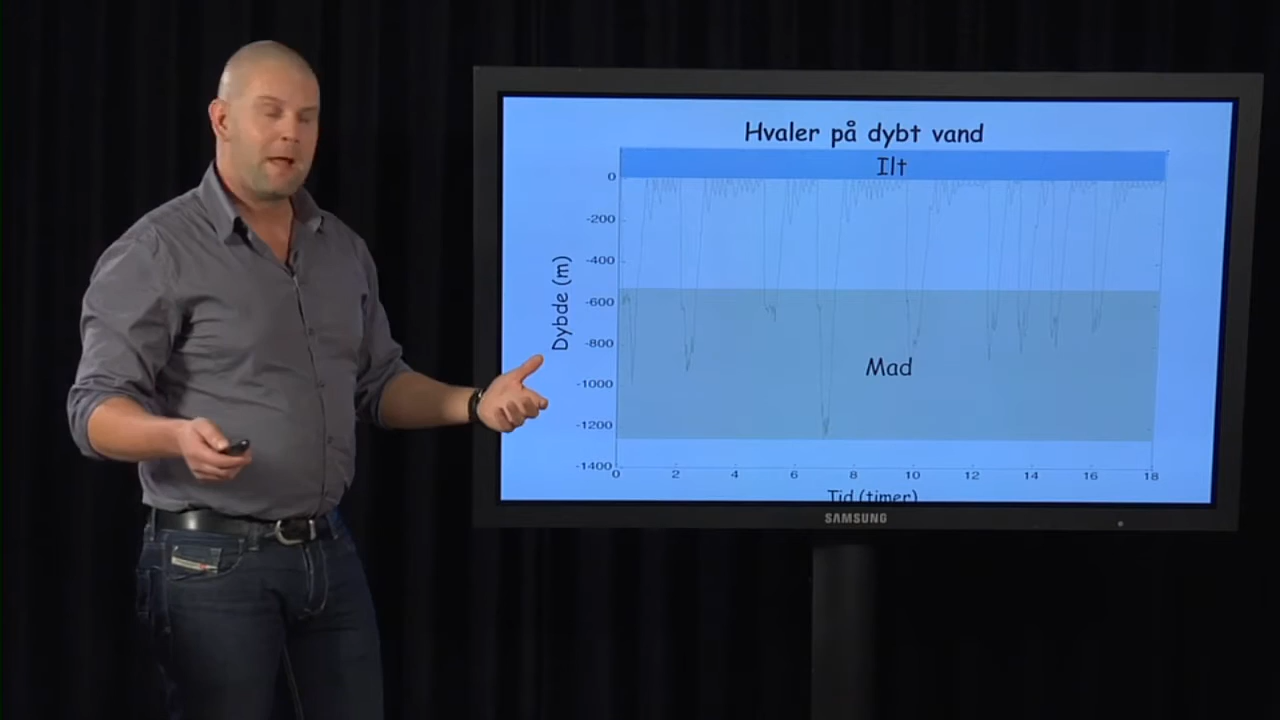 Hvaler på dybt vand
Ilt
0
-200
-400
-600
-800
-1000
-1200
-1400
Dybde (m)
Mad
0 2 4 6 8 10 12 14 16 18
Tid (timer)
SAMSUNG